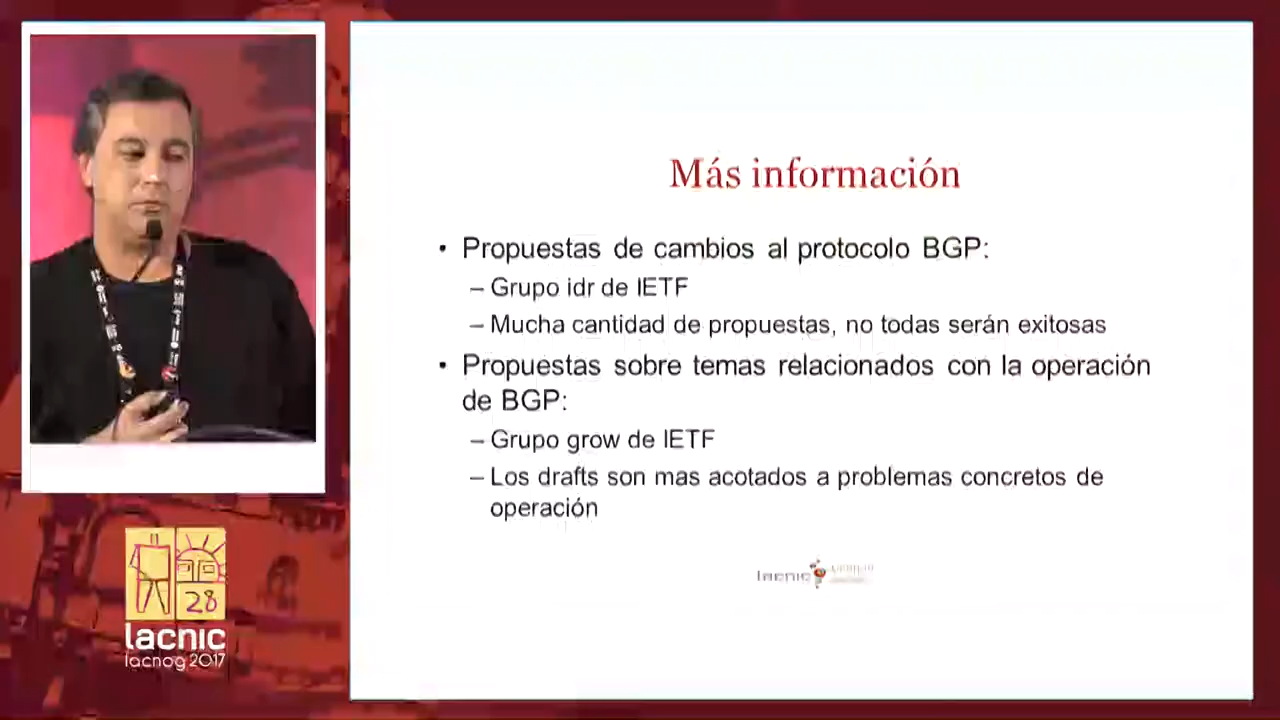 Más información
• Propuestas de cambios al protocolo BGP:
– Grupo idr de IETF
– Mucha cantidad de propuestas, no todas serán exitosas
• Propuestas sobre temas relacionados con la operación
de BGP:
– Grupo grow de IETF
– Los drafts son mas acotados a problemas concretos de
operación
lacnic
28
lacnic
lacnog 2017